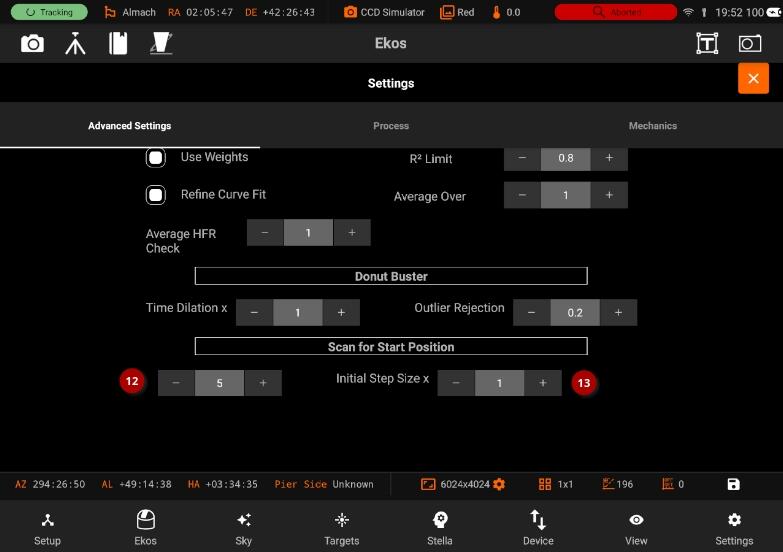 Tracking Almach RA 02:05:47 DE +42:26:43 CCD Simulator Red 0.0 Aborted 19:52 100
Ekos
Settings
Advanced Settings Process Mechanics
Use Weights R² Limit − 0.8 +
Refine Curve Fit Average Over − 1 +
Average HFR Check − 1 +
Donut Buster
Time Dilation x − 1 + Outlier Rejection − 0.2 +
Scan for Start Position
12 − 5 + Initial Step Size x − 1 + 13
AZ 294:26:50 AL +49:14:38 HA +03:34:35 Pier Side Unknown 6024x4024 1x1 196 0
Setup Ekos Sky Targets Stella Device View Settings